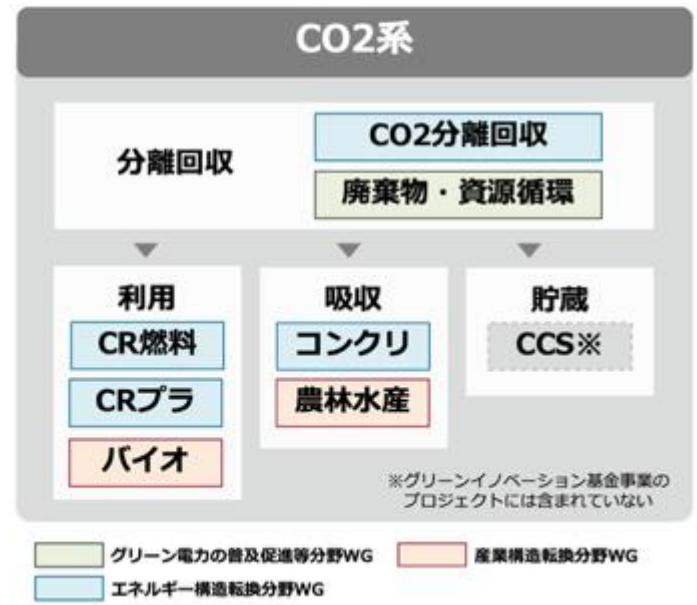 CO2系
分離回収
CO2分離回収
廃棄物・資源循環
利用
CR燃料
CRプラ
バイオ
吸収
コンクリ
農林水産
貯蔵
CCS※
※グリーンイノベーション基金事業の
プロジェクトには含まれていない
グリーン電力の普及促進等分野WG
産業構造転換分野WG
エネルギー構造転換分野WG